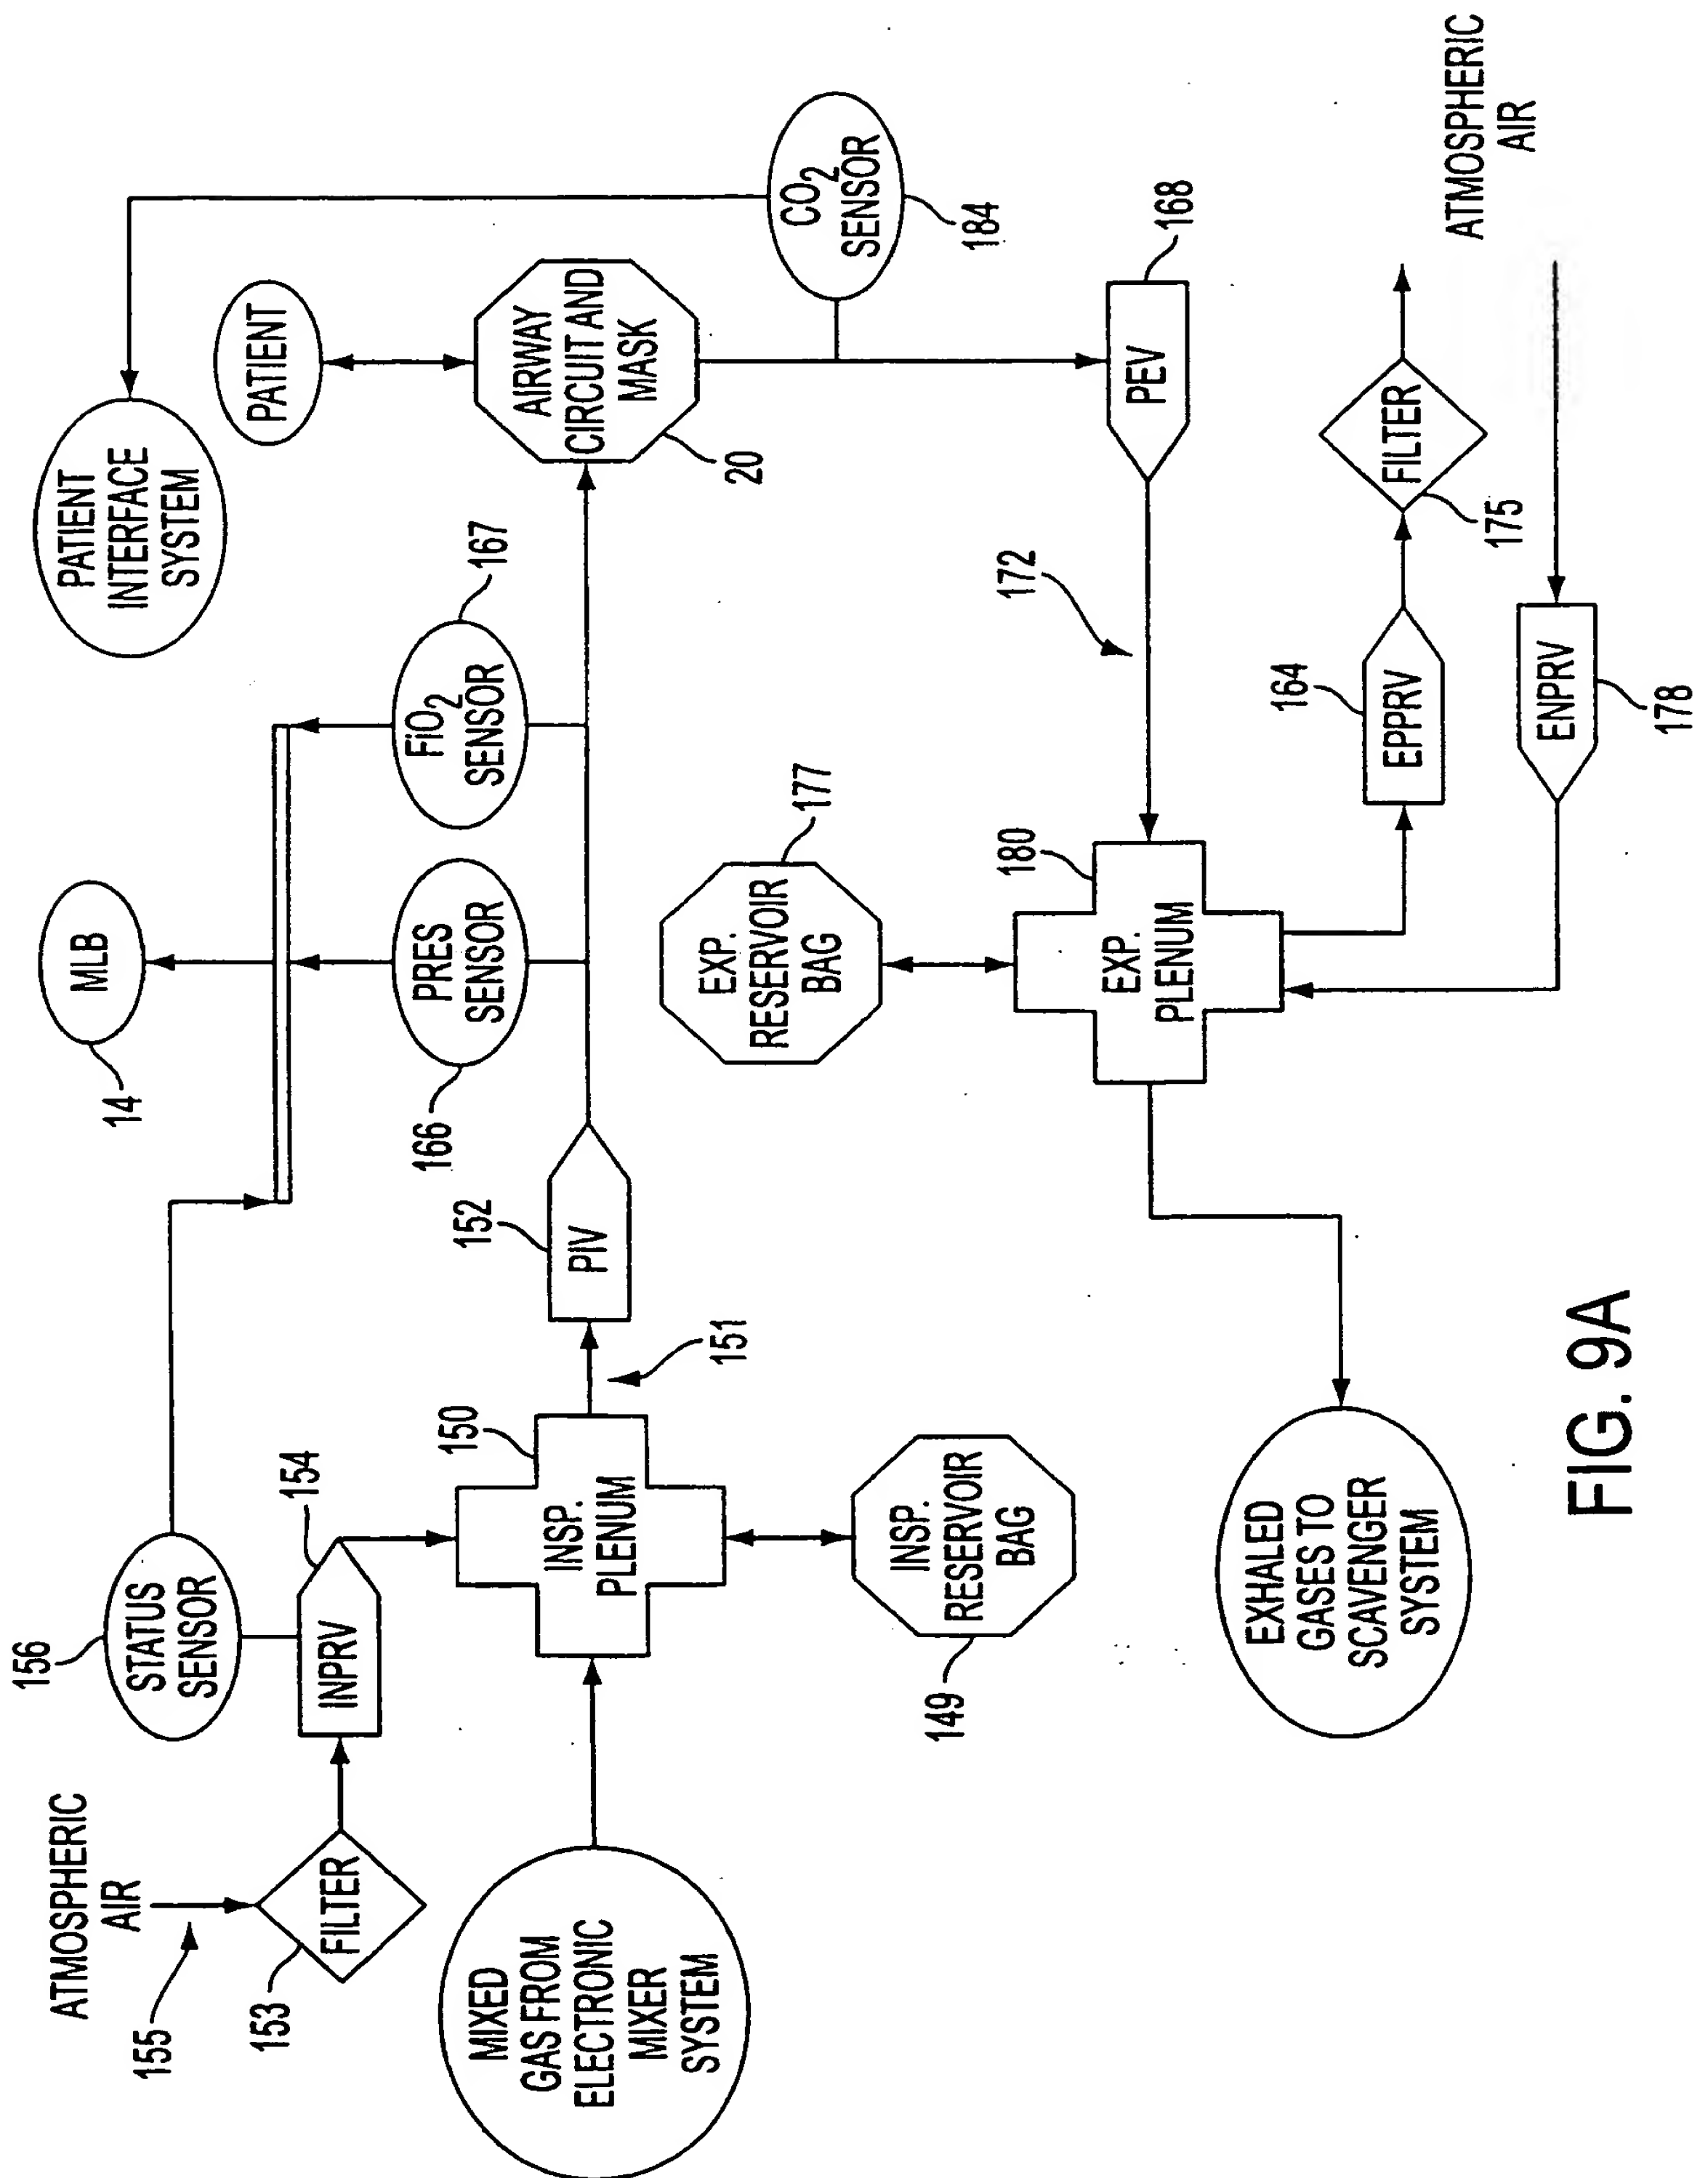 ATMOSPHERIC
AIR
155
FILTER
153
156
STATUS
SENSOR
INPRV
154
MIXED
GAS FROM
ELECTRONIC
MIXER
SYSTEM
INSP.
PLENUM
150
INSP.
RESERVOIR
BAG
149
151
PIV
152
14
MLB
PRES
SENSOR
166
FiO2
SENSOR
167
PATIENT
INTERFACE
SYSTEM
PATIENT
AIRWAY
CIRCUIT AND
MASK
20
CO2
SENSOR
184
PEV
168
172
EXP.
RESERVOIR
BAG
177
EXP.
PLENUM
180
EPPRV
164
FILTER
175
ENPRV
178
ATMOSPHERIC
AIR
EXHALED
GASES TO
SCAVENGER
SYSTEM
FIG. 9A